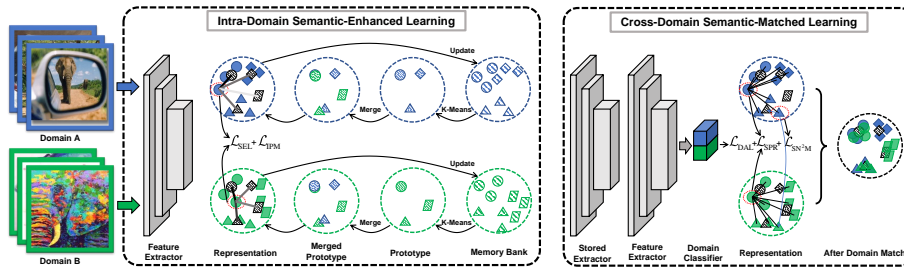 Intra-Domain Semantic-Enhanced Learning
Cross-Domain Semantic-Matched Learning
Domain A
Domain B
Update
Merge
K-Means
ℒSEL+ ℒIPM
Update
Merge
K-Means
Feature
Extractor
Representation
Merged
Prototype
Prototype
Memory Bank
ℒDAL+ℒSPR+ ℒSN²M
Stored
Extractor
Feature
Extractor
Domain
Classifier
Representation
After Domain Match